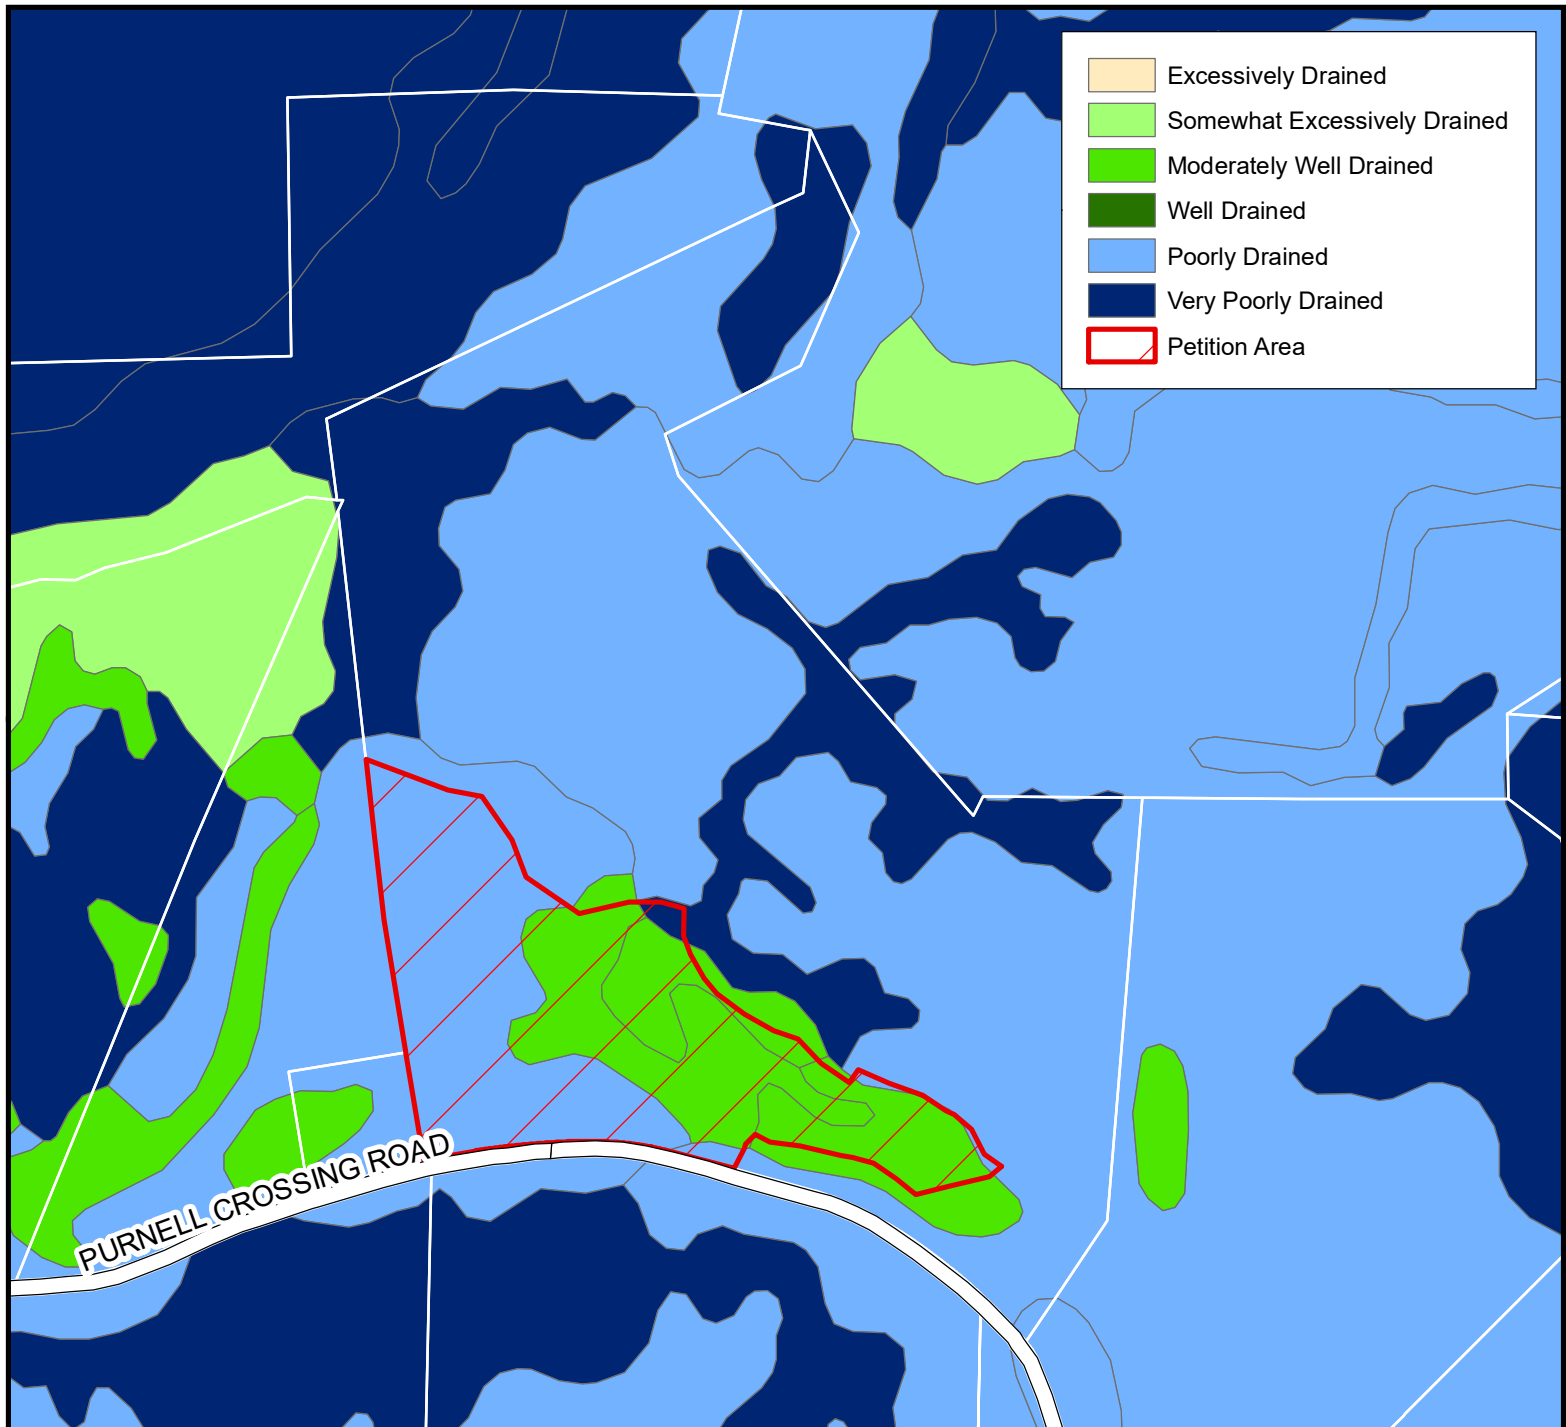 Excessively Drained
Somewhat Excessively Drained
Moderately Well Drained
Well Drained
Poorly Drained
Very Poorly Drained
Petition Area
PURNELL CROSSING ROAD